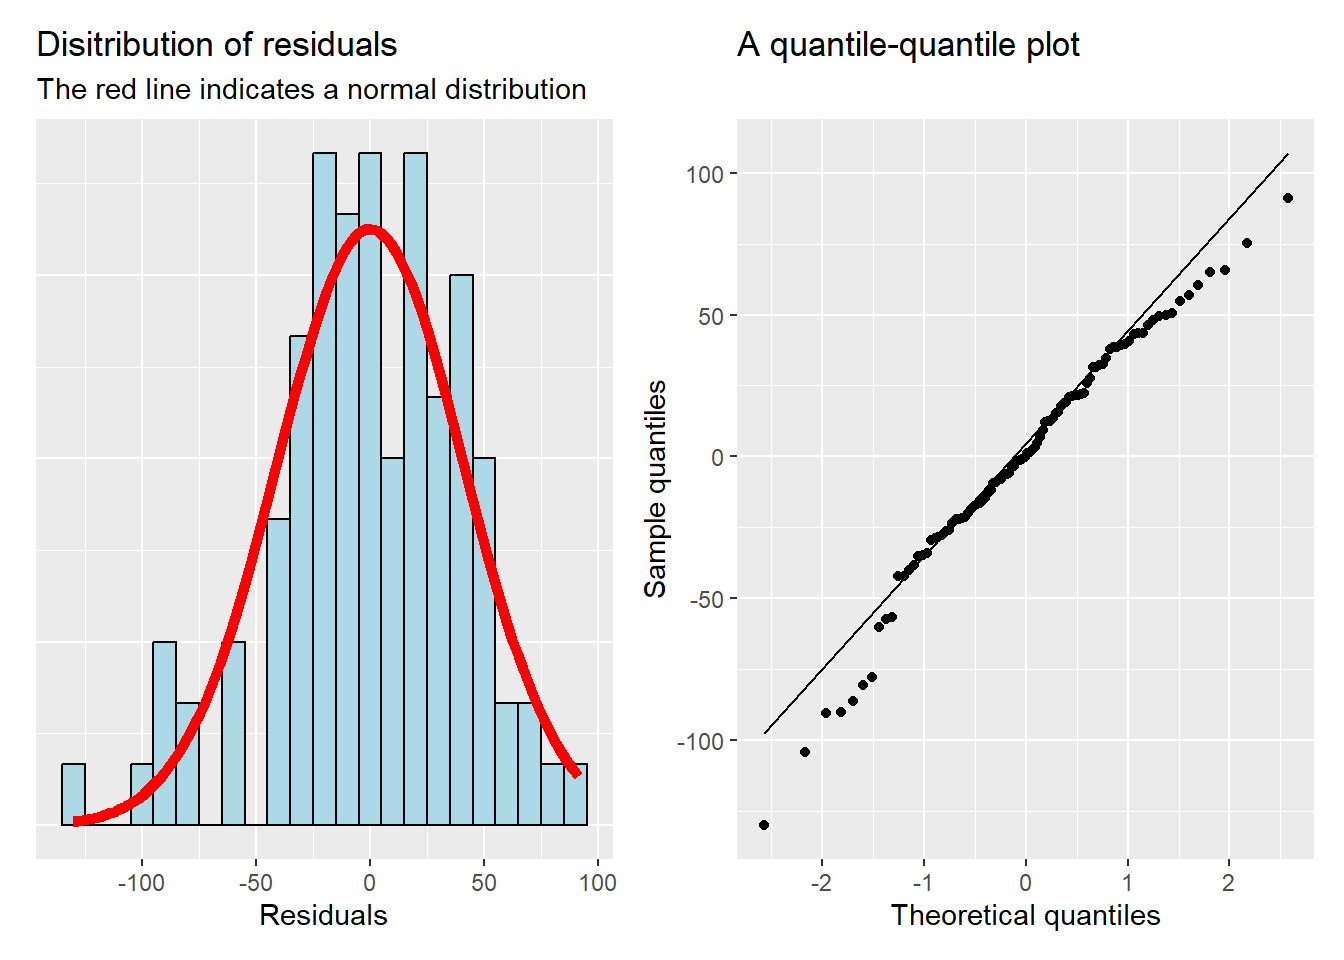 Disitribution of residuals
The red line indicates a normal distribution
-100 -50 0 50 100
Residuals
A quantile-quantile plot
100
50
0
-50
-100
Sample quantiles
-2 -1 0 1 2
Theoretical quantiles